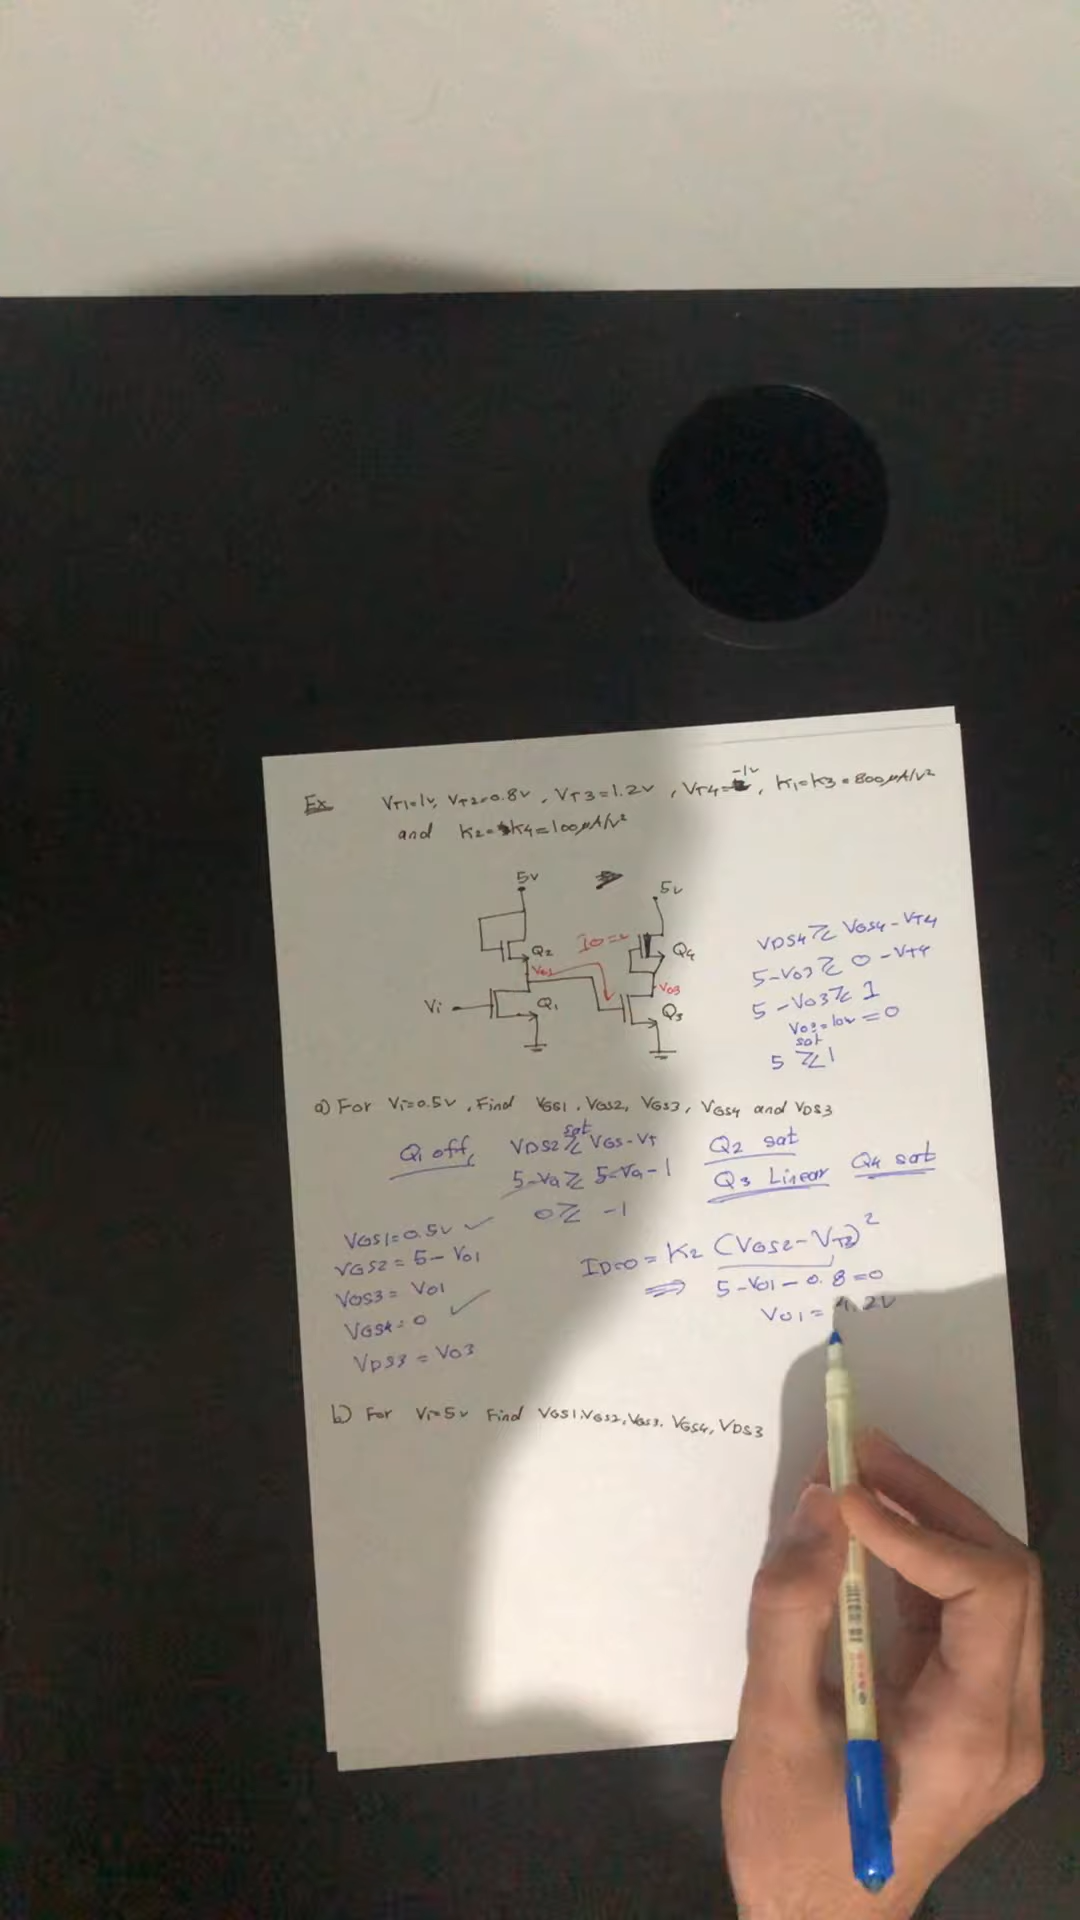 Ex VT1=1v, VT2=0.8v, VT3=1.2v, VT4=-1v, K1=K3=800μA/v²
and K2=K4=100μA/v²
5v
5v
Q2
ID=0
Q4
Vo1
Vo3
Vi
Q1
Q3
VDS4 ≥ VGS4-VT4
5-Vo3 ≥ 0-VT4
5-Vo3 ≥ 1
Vo3=low=0
sat
5 ≥ 1
a) For Vi=0.5v, Find VGS1, VGS2, VGS3, VGS4 and VDS3
Q1 off,
sat
VDS2 ≥ VGS-VT
5-Va ≥ 5-Va-1
0 ≥ -1
Q2 sat
Q3 Linear
Q4 sat
VGS1=0.5v ✓
VGS2=5-Vo1
VGS3=Vo1
VGS4=0 ✓
VDS3=Vo3
ID=0=K2(VGS2-VT2)²
⇒ 5-Vo1-0.8=0
Vo1=4.2v
b) For Vi=5v Find VGS1, VGS2, VGS3, VGS4, VDS3